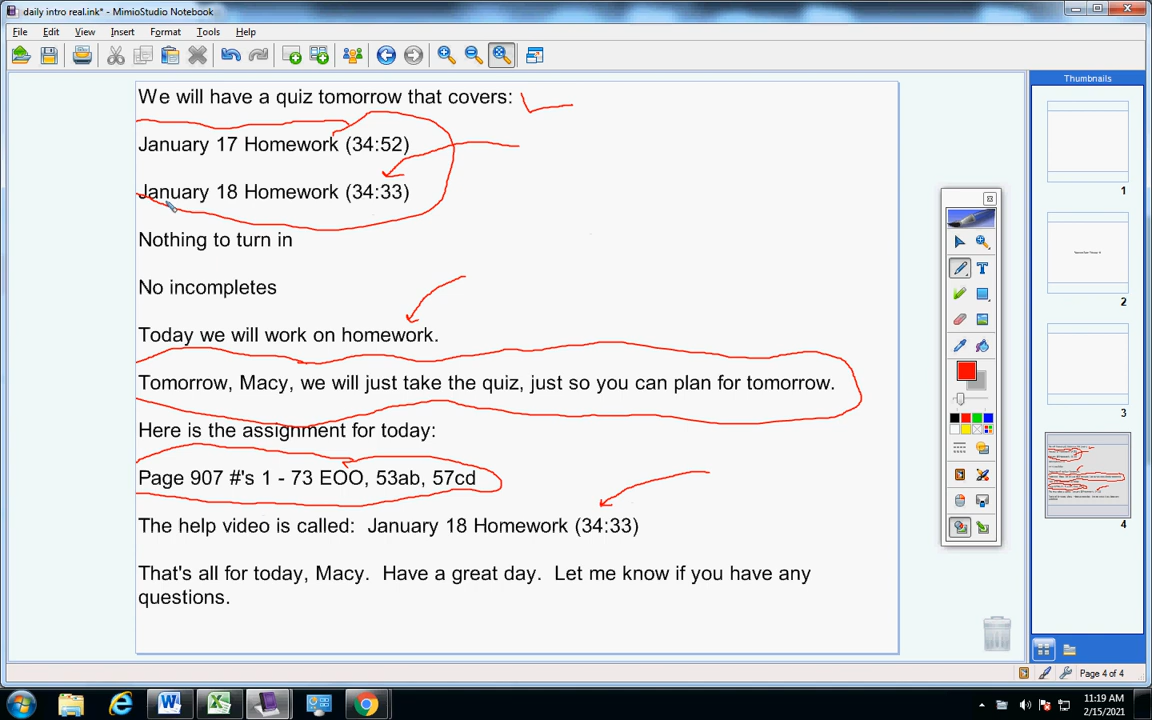 daily intro real.ink* - MimioStudio Notebook
File Edit View Insert Format Tools Help
We will have a quiz tomorrow that covers:
January 17 Homework (34:52)
January 18 Homework (34:33)
Nothing to turn in
No incompletes
Today we will work on homework.
Tomorrow, Macy, we will just take the quiz, just so you can plan for tomorrow.
Here is the assignment for today:
Page 907 #'s 1 - 73 EOO, 53ab, 57cd
The help video is called:  January 18 Homework (34:33)
That's all for today, Macy.  Have a great day.  Let me know if you have any
questions.
Thumbnails
1
2
3
4
Page 4 of 4
11:19 AM
2/15/2021